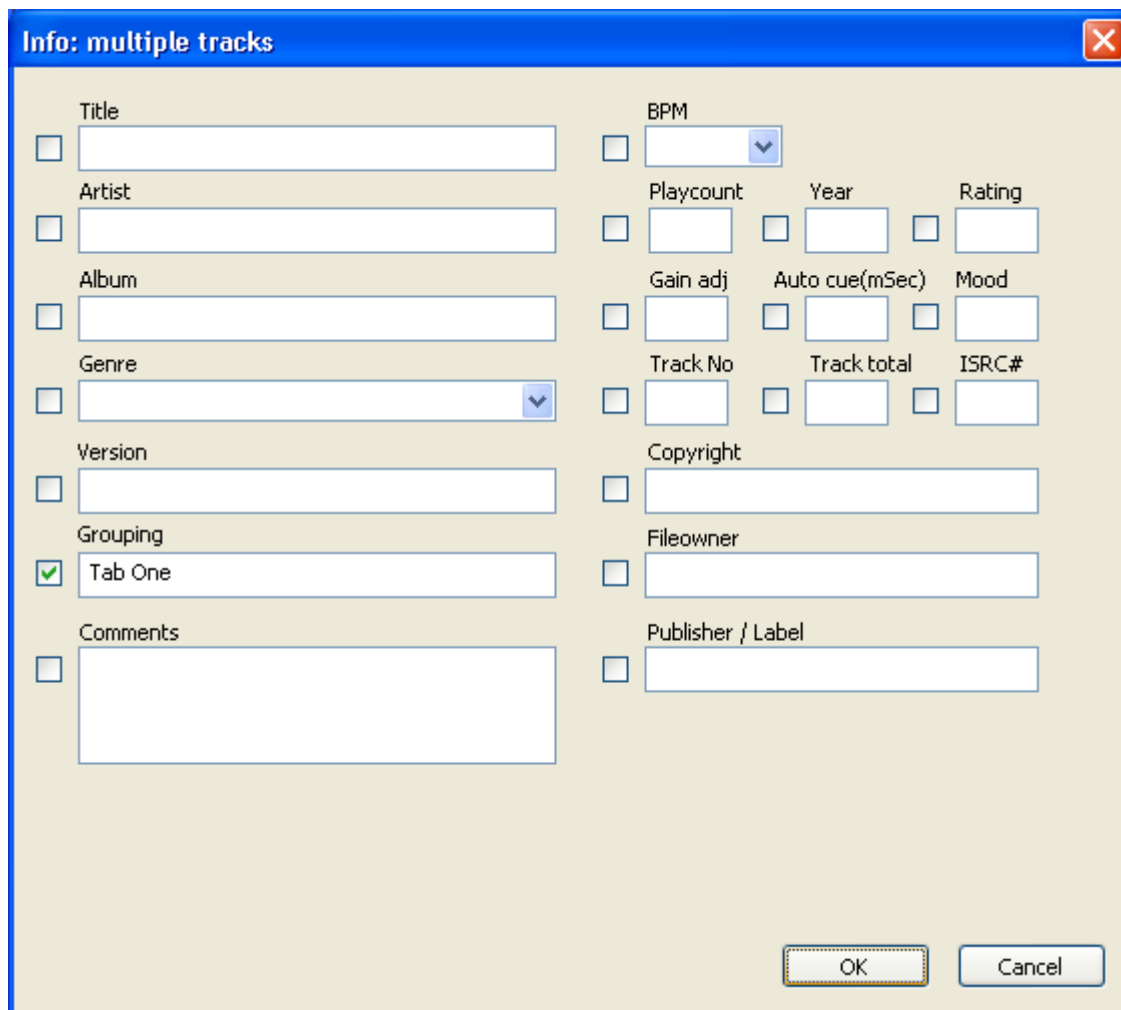 Info: multiple tracks
Title
BPM
Artist
Playcount Year Rating
Album
Gain adj Auto cue(mSec) Mood
Genre
Track No Track total ISRC#
Version
Copyright
Grouping
Tab One
Fileowner
Comments
Publisher / Label
OK Cancel